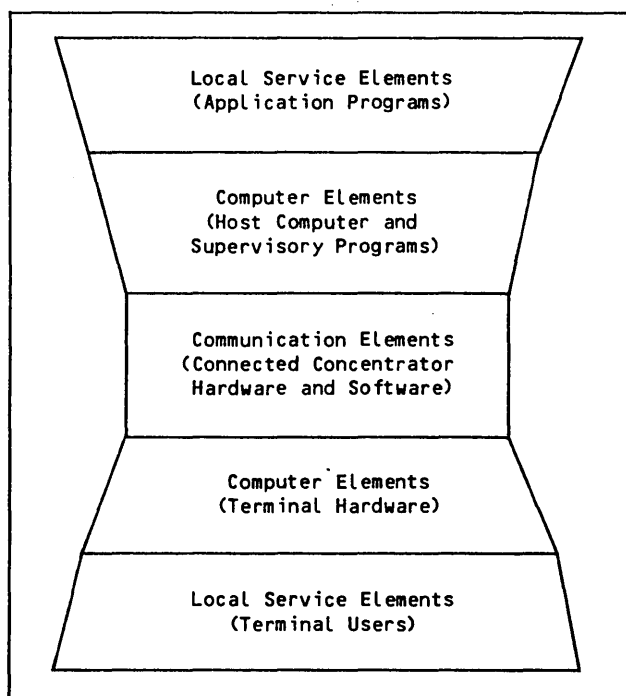 Local Service Elements
(Application Programs)
Computer Elements
(Host Computer and
Supervisory Programs)
Communication Elements
(Connected Concentrator
Hardware and Software)
Computer Elements
(Terminal Hardware)
Local Service Elements
(Terminal Users)